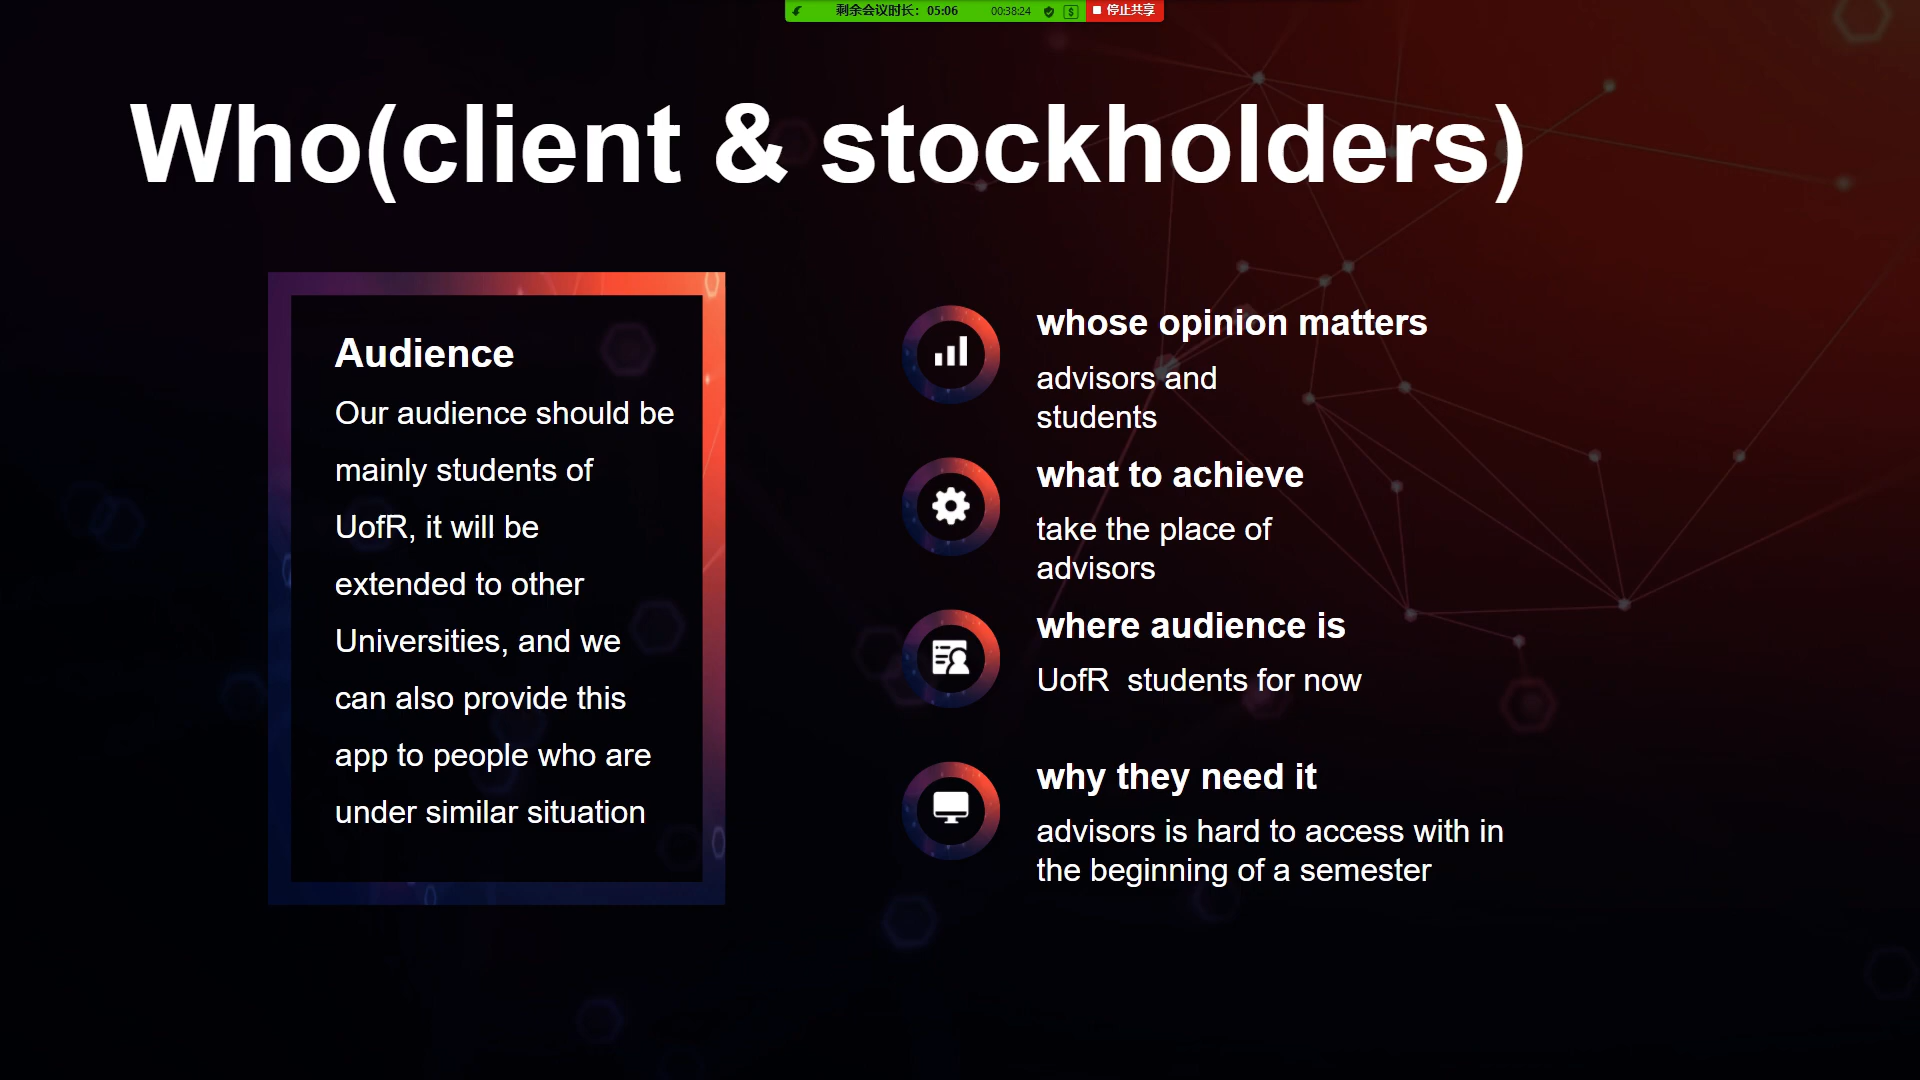 剩余会议时长：05:06 00:38:24 停止共享
Who(client & stockholders)
Audience
Our audience should be
mainly students of
UofR, it will be
extended to other
Universities, and we
can also provide this
app to people who are
under similar situation
whose opinion matters
advisors and
students
what to achieve
take the place of
advisors
where audience is
UofR  students for now
why they need it
advisors is hard to access with in
the beginning of a semester